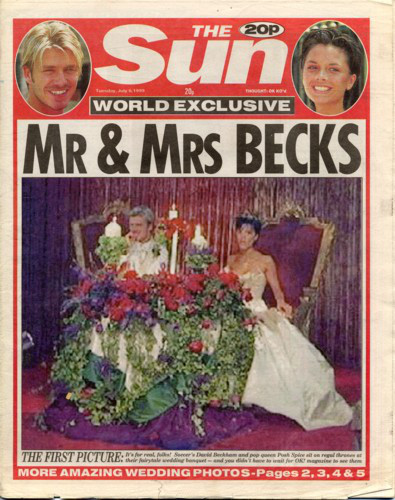 THE
Sun
20p
Tuesday, July 6, 1999
20p
THOUGHT: OK 60's
WORLD EXCLUSIVE
MR & MRS BECKS
THE FIRST PICTURE: It's for real, folks! Soccer's David Beckham and pop queen Posh Spice sit on regal thrones at
their fairytale wedding banquet — and you didn't have to wait for OK! magazine to see them
MORE AMAZING WEDDING PHOTOS-Pages 2, 3, 4 & 5